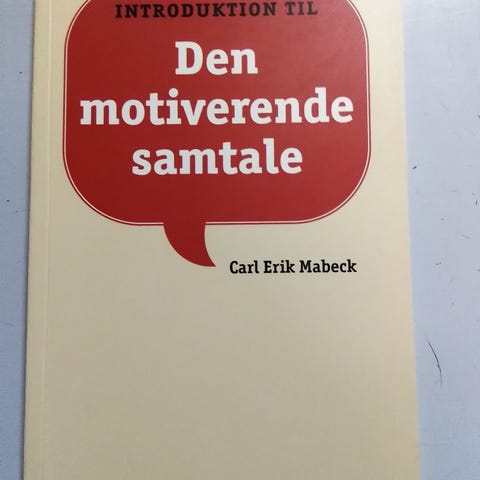 INTRODUKTION TIL
Den
motiverende
samtale
Carl Erik Mabeck